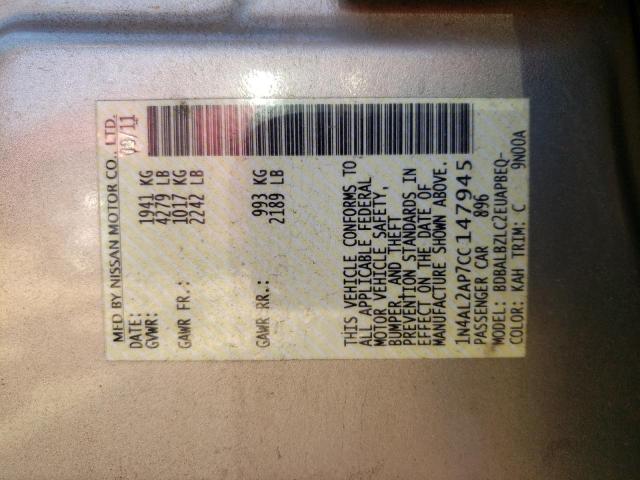 MFD BY NISSAN MOTOR CO., LTD.
DATE: 09/11
GVWR: 1941 KG
4279 LB
GAWR FR.: 1017 KG
2242 LB
GAWR RR.: 993 KG
2189 LB
THIS VEHICLE CONFORMS TO
ALL APPLICABLE FEDERAL
MOTOR VEHICLE SAFETY,
BUMPER, AND THEFT
PREVENTION STANDARDS IN
EFFECT ON THE DATE OF
MANUFACTURE SHOWN ABOVE.
1N4AL2AP7CC147945
PASSENGER CAR 896
MODEL: BDBALBZLC2EUAPBEQ-
COLOR: KAH TRIM: C 9N00A